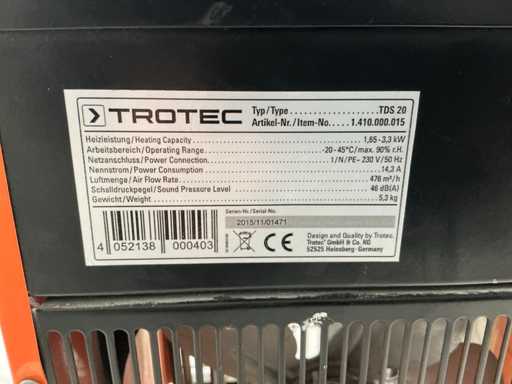 TROTEC
Typ/Type ..................... TDS 20
Artikel-Nr./Item-No. .... 1.410.000.015
Heizleistung/Heating Capacity ..................... 1,65-3,3 kW
Arbeitsbereich/Operating Range ..................... -20-45°C/max. 90% r.H.
Netzanschluss/Power Connection ..................... 1/N/PE~ 230 V/50 Hz
Nennstrom/Power Consumption ..................... 14,3 A
Luftmenge/Air Flow Rate ..................... 476 m³/h
Schalldruckpegel/Sound Pressure Level ..................... 46 dB(A)
Gewicht/Weight ..................... 5,3 kg
Serien-Nr./Serial No.
2015/11/01471
4 052138 000403
CE
Design and Quality by Trotec,
Trotec GmbH & Co. KG
52525 Heinsberg - Germany